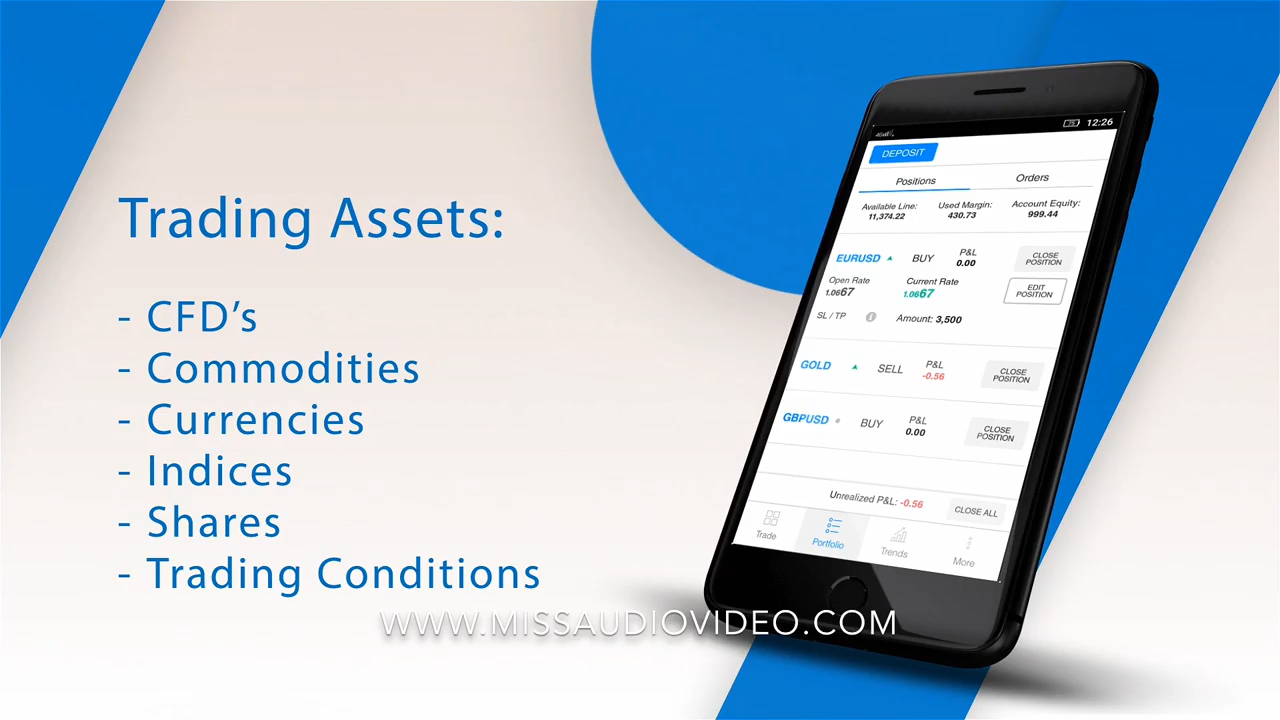 Trading Assets:
- CFD's
- Commodities
- Currencies
- Indices
- Shares
- Trading Conditions
WWW.MISSAUDIOVIDEO.COM
12:26
DEPOSIT
Positions Orders
Available Line: Used Margin: Account Equity:
11,374.22 430.73 999.44
EURUSD BUY P&L CLOSE POSITION
0.00
Open Rate Current Rate EDIT POSITION
1.0667 1.0667
SL / TP Amount: 3,500
GOLD SELL P&L CLOSE POSITION
-0.56
GBPUSD BUY P&L CLOSE POSITION
0.00
Unrealized P&L: -0.56 CLOSE ALL
Trade Portfolio Trends More